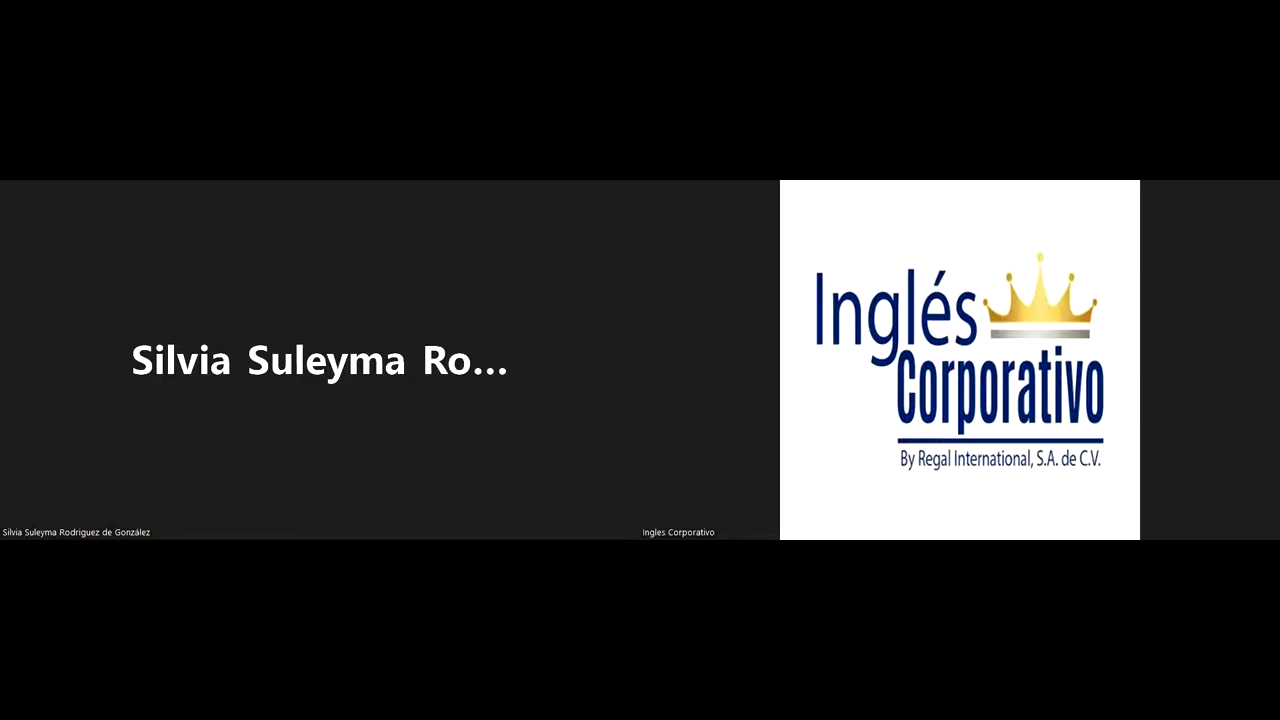 Silvia Suleyma Ro...
Silvia Suleyma Rodriguez de González
Inglés
Corporativo
By Regal International, S.A. de C.V.
Ingles Corporativo